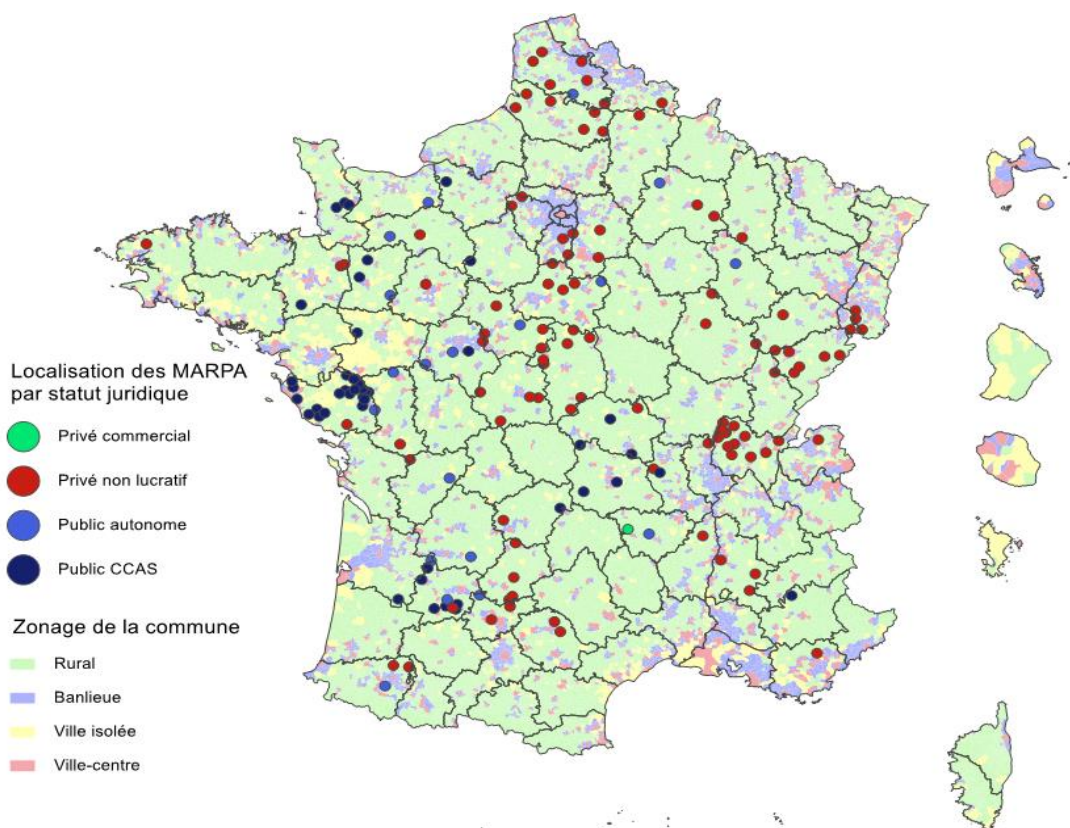 Localisation des MARPA
par statut juridique
Privé commercial
Privé non lucratif
Public autonome
Public CCAS
Zonage de la commune
Rural
Banlieue
Ville isolée
Ville-centre